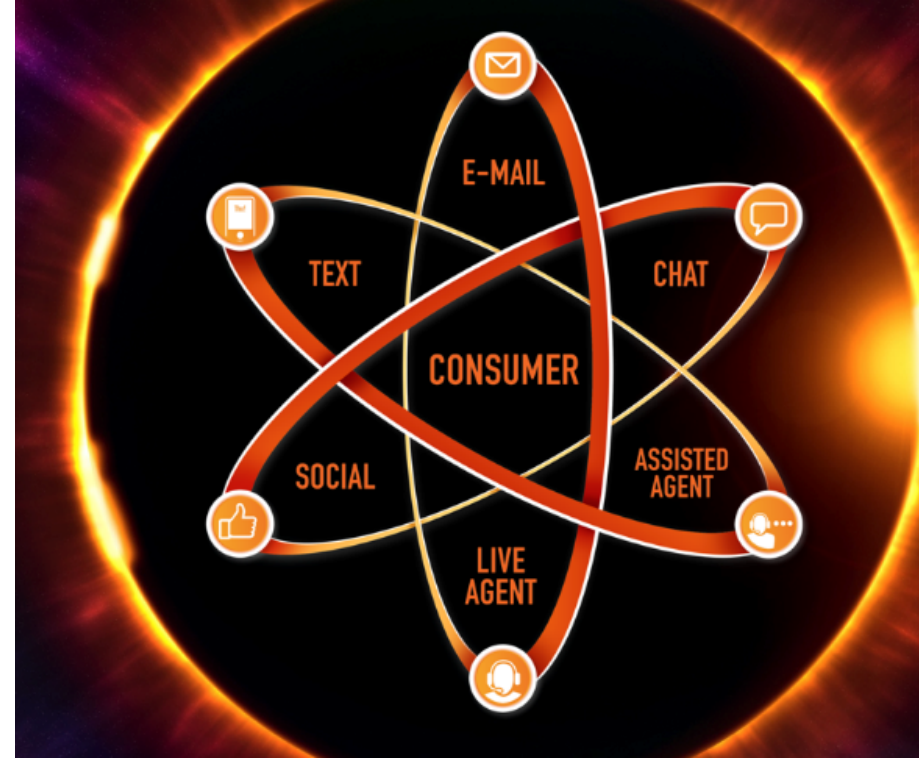 E-MAIL
TEXT
CHAT
CONSUMER
SOCIAL
ASSISTED
AGENT
LIVE
AGENT